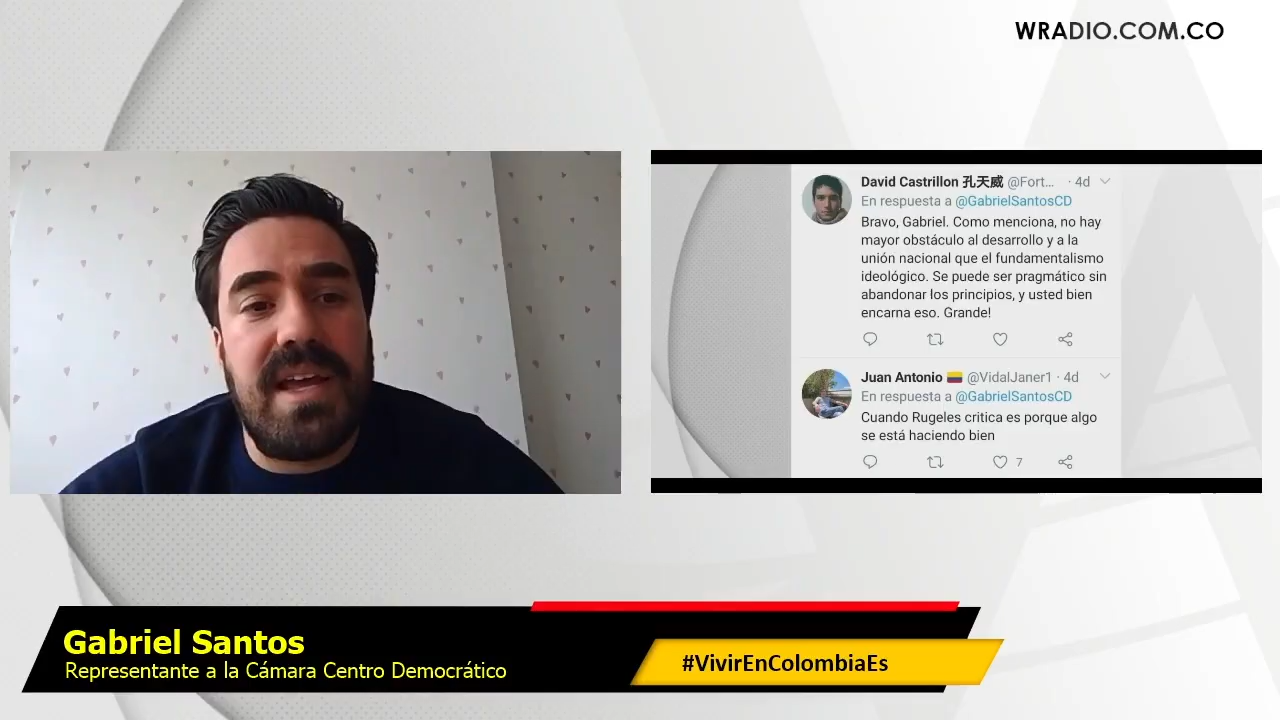 WRADIO.COM.CO
David Castrillon 孔天威 @Fort... · 4d
En respuesta a @GabrielSantosCD
Bravo, Gabriel. Como menciona, no hay
mayor obstáculo al desarrollo y a la
unión nacional que el fundamentalismo
ideológico. Se puede ser pragmático sin
abandonar los principios, y usted bien
encarna eso. Grande!
Juan Antonio 🇨🇴 @VidalJaner1 · 4d
En respuesta a @GabrielSantosCD
Cuando Rugeles critica es porque algo
se está haciendo bien
7
Gabriel Santos
Representante a la Cámara Centro Democrático
#VivirEnColombiaEs